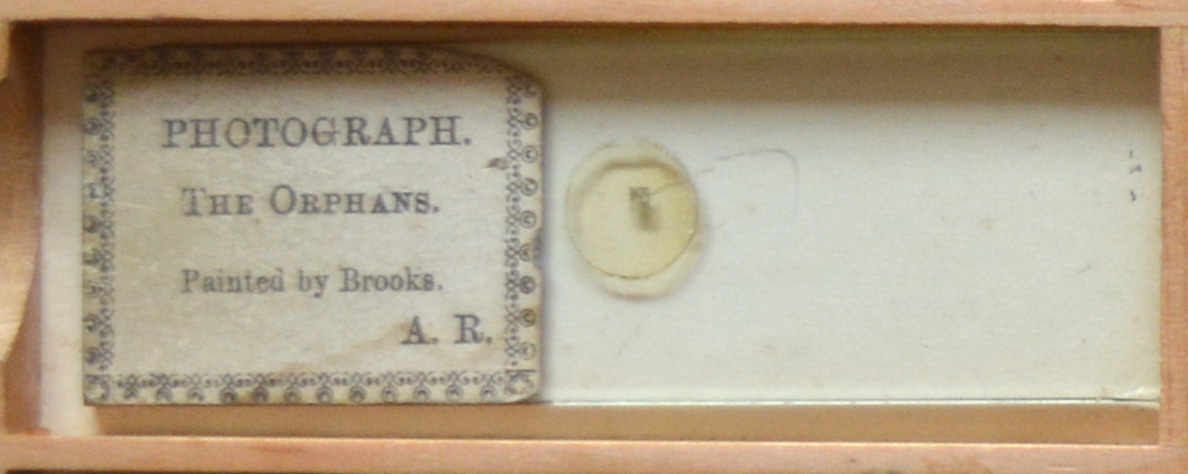 PHOTOGRAPH.
THE ORPHANS.
Painted by Brooks.
A. R.